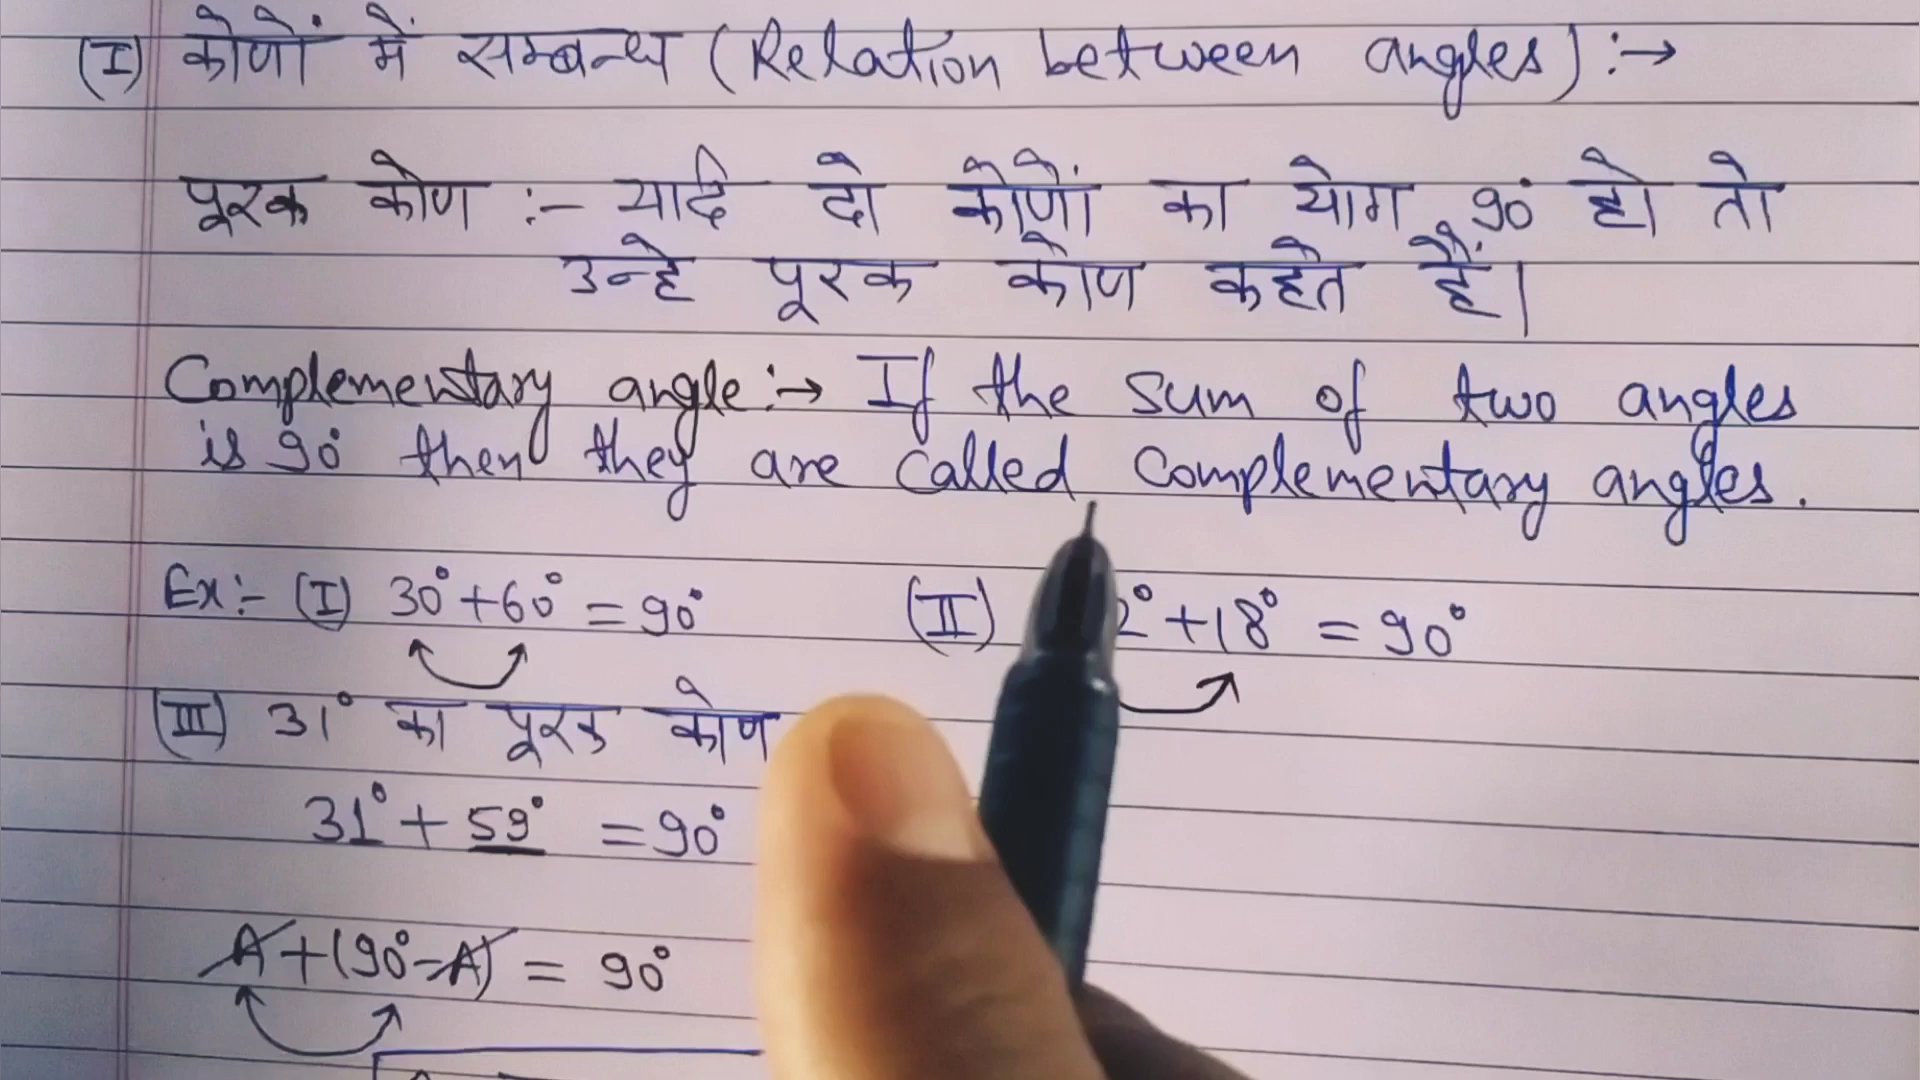 (I) कोणों में सम्बन्ध (Relation between angles) :→
पूरक कोण :- यदि दो कोणों का योग 90° हो तो
उन्हे पूरक कोण कहते हैं।
Complementary angle :→ If the sum of two angles
is 90° then they are called complementary angles.
Ex:- (I) 30° + 60° = 90° (II) 2° + 18° = 90°
(III) 31° का पूरक कोण
31° + 59° = 90°
A + (90° - A) = 90°